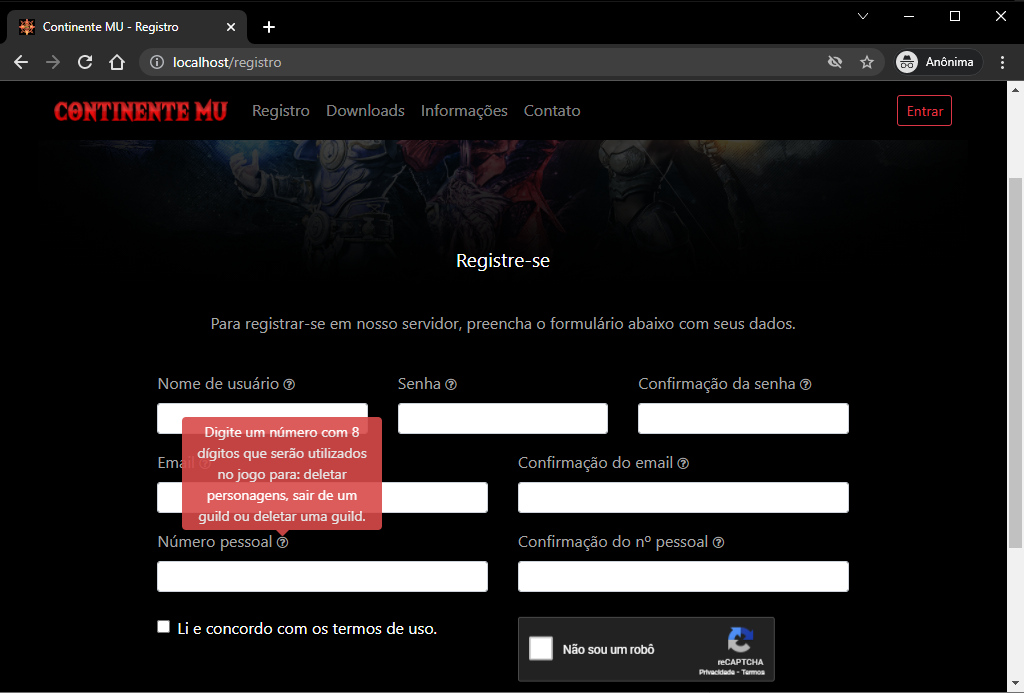 Continente MU - Registro
localhost/registro
Anônima
CONTINENTE MU
Registro
Downloads
Informações
Contato
Entrar
Registre-se
Para registrar-se em nosso servidor, preencha o formulário abaixo com seus dados.
Nome de usuário
Senha
Confirmação da senha
Digite um número com 8
dígitos que serão utilizados
no jogo para: deletar
personagens, sair de um
guild ou deletar uma guild.
Email
Confirmação do email
Número pessoal
Confirmação do nº pessoal
Li e concordo com os termos de uso.
Não sou um robô
reCAPTCHA
Privacidade - Termos